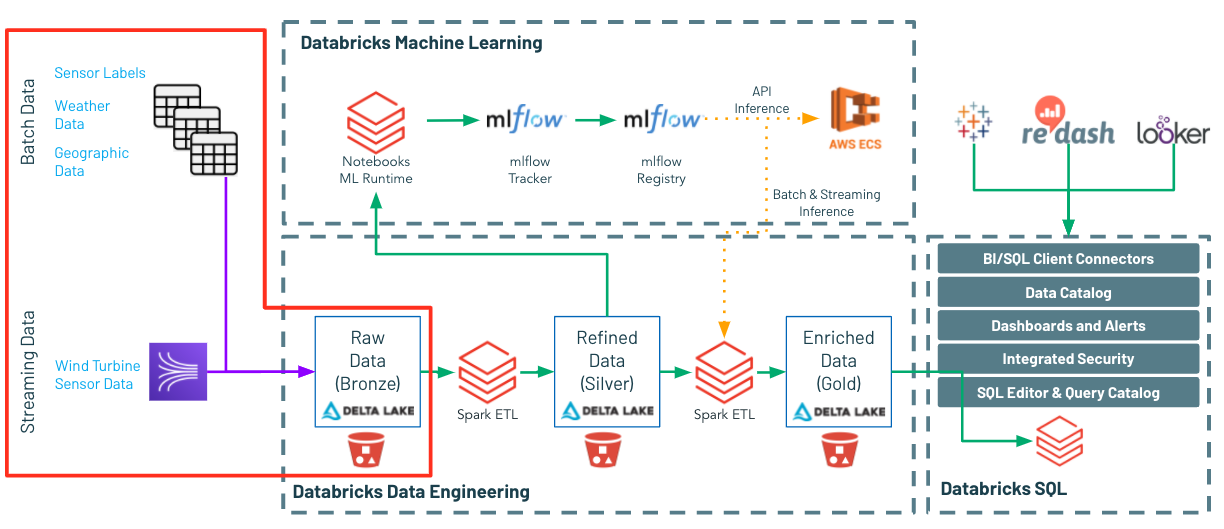 Databricks Machine Learning
Batch Data
Sensor Labels
Weather
Data
Geographic
Data
Notebooks
ML Runtime
mlflow
mlflow
Tracker
mlflow
mlflow
Registry
API
Inference
AWS ECS
Batch & Streaming
Inference
re:dash
looker
Streaming Data
Wind Turbine
Sensor Data
Raw
Data
(Bronze)
DELTA LAKE
Spark ETL
Refined
Data
(Silver)
DELTA LAKE
Spark ETL
Enriched
Data
(Gold)
DELTA LAKE
Databricks Data Engineering
BI/SQL Client Connectors
Data Catalog
Dashboards and Alerts
Integrated Security
SQL Editor & Query Catalog
Databricks SQL